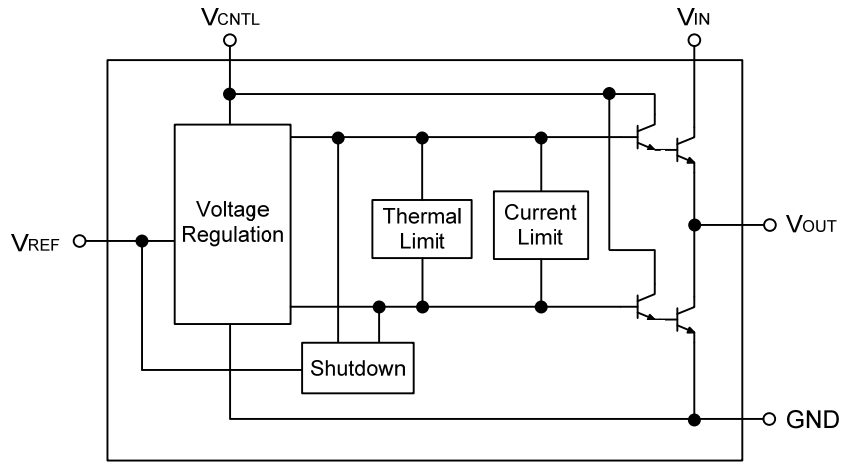 VCNTL
VIN
Voltage
Regulation
Thermal
Limit
Current
Limit
VREF
VOUT
Shutdown
GND